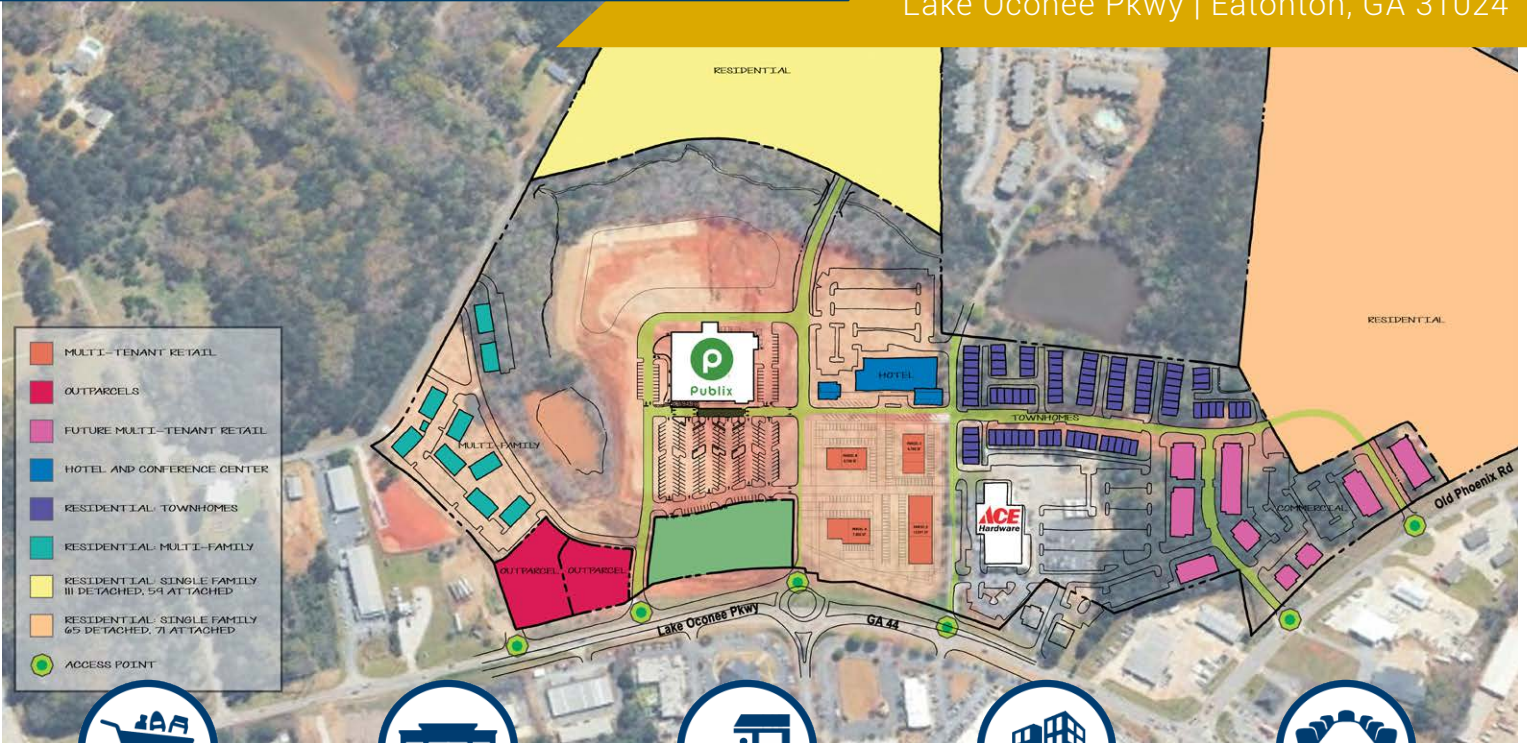 Lake Oconee Pkwy | Eatonton, GA 31024
RESIDENTIAL
RESIDENTIAL
MULTI-TENANT RETAIL
OUTPARCELS
FUTURE MULTI-TENANT RETAIL
HOTEL AND CONFERENCE CENTER
RESIDENTIAL: TOWNHOMES
RESIDENTIAL: MULTI-FAMILY
RESIDENTIAL: SINGLE FAMILY
111 DETACHED, 59 ATTACHED
RESIDENTIAL: SINGLE FAMILY
65 DETACHED, 71 ATTACHED
ACCESS POINT
P
Publix
HOTEL
TOWNHOMES
MULTI-FAMILY
ACE
Hardware
COMMERCIAL
Old Phoenix Rd
OUTPARCEL
OUTPARCEL
Lake Oconee Pkwy
GA 44